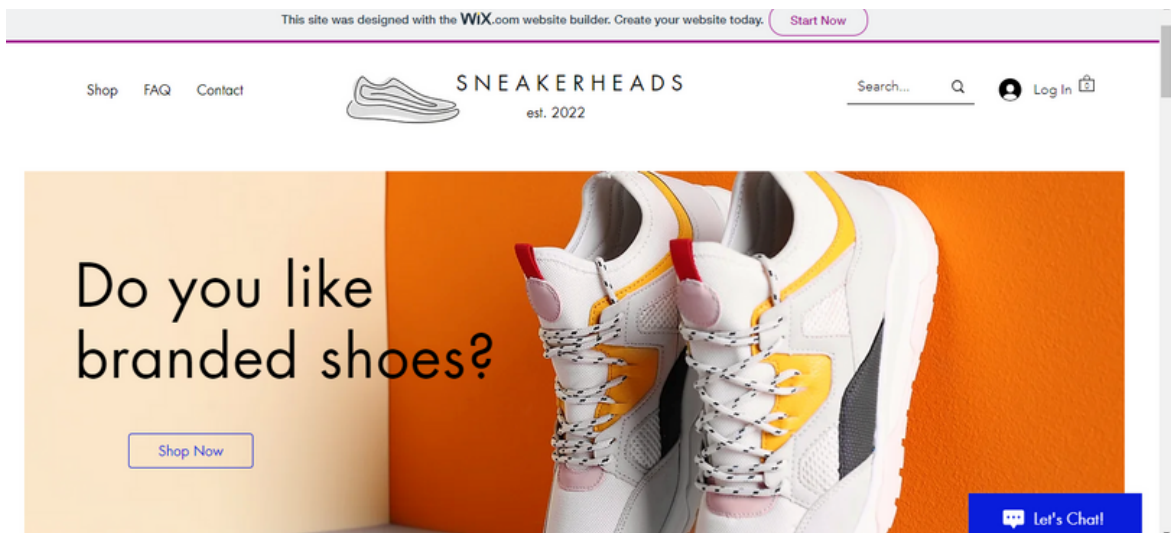 This site was designed with the WiX.com website builder. Create your website today. Start Now
Shop FAQ Contact
SNEAKERHEADS
est. 2022
Search... Log In 0
Do you like
branded shoes?
Shop Now
Let's Chat!